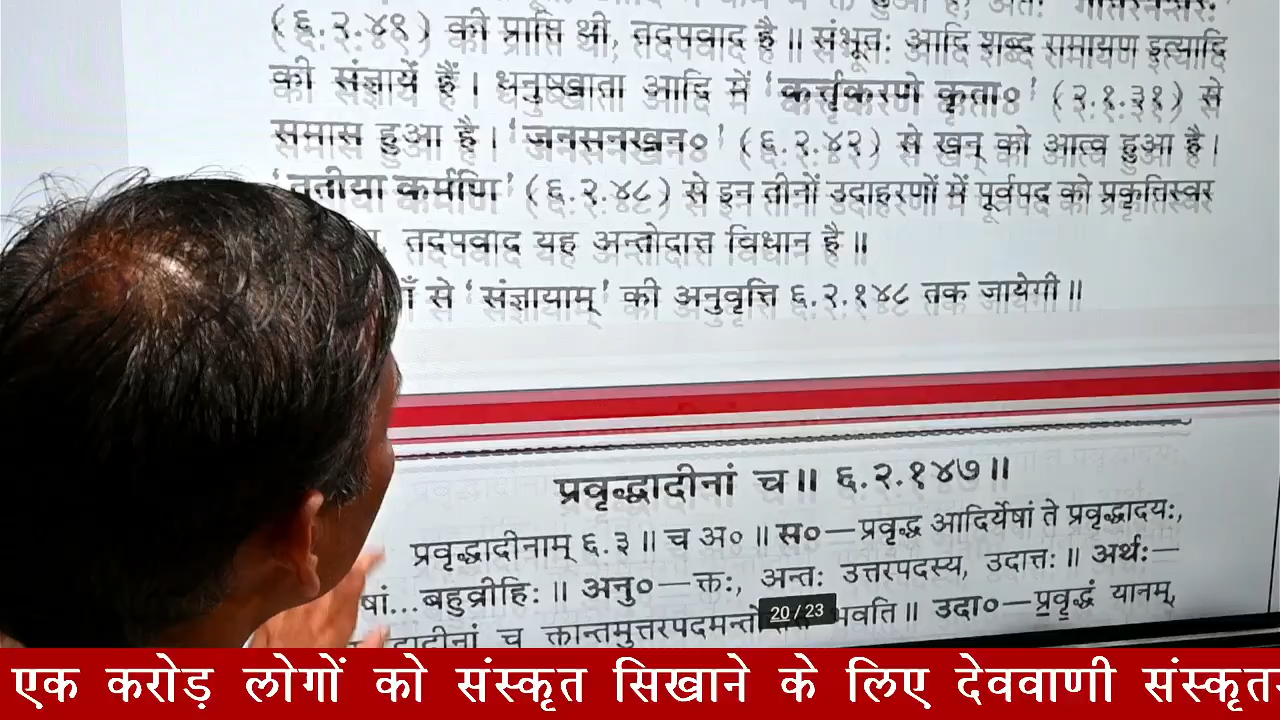 (६.२.४९) की प्राप्ति थी, तदपवाद है ॥ संभूतः आदि शब्द रामायण इत्यादि
की संज्ञायें हैं । धनुषखाता आदि में 'कर्त्तृकरणे कृता०' (२.१.३१) से
समास हुआ है । 'जनसनखन०' (६.२.४२) से खन् को आत्व हुआ है ।
'तृतीया कर्मणि' (६.२.४८) से इन तीनों उदाहरणों में पूर्वपद को प्रकृतिस्वर
तदपवाद यह अन्तोदात्त विधान है ॥
से 'संज्ञायाम्' की अनुवृत्ति ६.२.१४८ तक जायेगी ॥
प्रवृद्धादीनां च ॥ ६.२.१४७ ॥
प्रवृद्धादीनाम् ६.३ ॥ च अ० ॥ स०—प्रवृद्ध आदिर्येषां ते प्रवृद्धादयः,
षां...बहुव्रीहिः ॥ अनु०—क्तः, अन्तः उत्तरपदस्य, उदात्तः ॥ अर्थः—
च क्तान्तमुत्तरपदमन्तो भवति ॥ उदा०—प्रवृद्धं यानम्,
20 / 23
एक करोड़ लोगों को संस्कृत सिखाने के लिए देववाणी संस्कृत